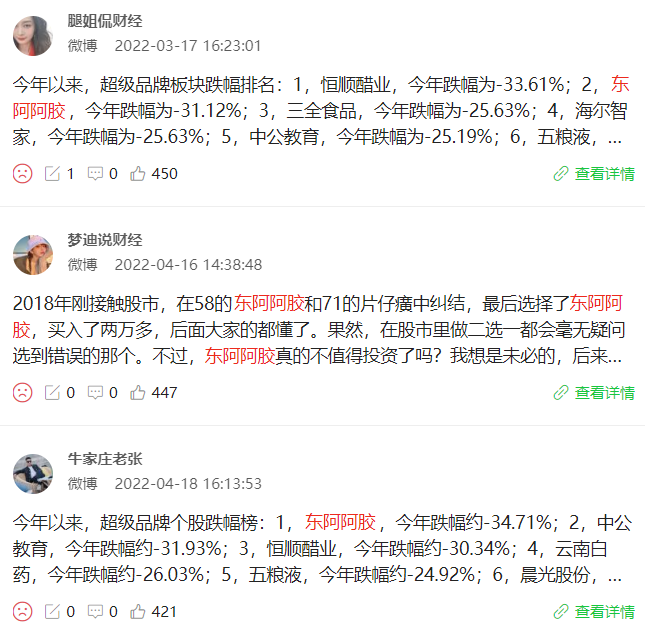 腿姐侃财经
微博 2022-03-17 16:23:01
今年以来，超级品牌板块跌幅排名：1，恒顺醋业，今年跌幅为-33.61%；2，东
阿阿胶，今年跌幅为-31.12%；3，三全食品，今年跌幅为-25.63%；4，海尔智
家，今年跌幅为-25.63%；5，中公教育，今年跌幅为-25.19%；6，五粮液，...
1 0 450 查看详情
梦迪说财经
微博 2022-04-16 14:38:48
2018年刚接触股市，在58的东阿阿胶和71的片仔癀中纠结，最后选择了东阿阿
胶，买入了两万多，后面大家的都懂了。果然，在股市里做二选一都会毫无疑问
选到错误的那个。不过，东阿阿胶真的不值得投资了吗？我想是未必的，后来...
0 0 447 查看详情
牛家庄老张
微博 2022-04-18 16:13:53
今年以来，超级品牌个股跌幅榜：1，东阿阿胶，今年跌幅约-34.71%；2，中公
教育，今年跌幅约-31.93%；3，恒顺醋业，今年跌幅约-30.34%；4，云南白
药，今年跌幅约-26.03%；5，五粮液，今年跌幅约-24.92%；6，晨光股份，...
0 0 421 查看详情